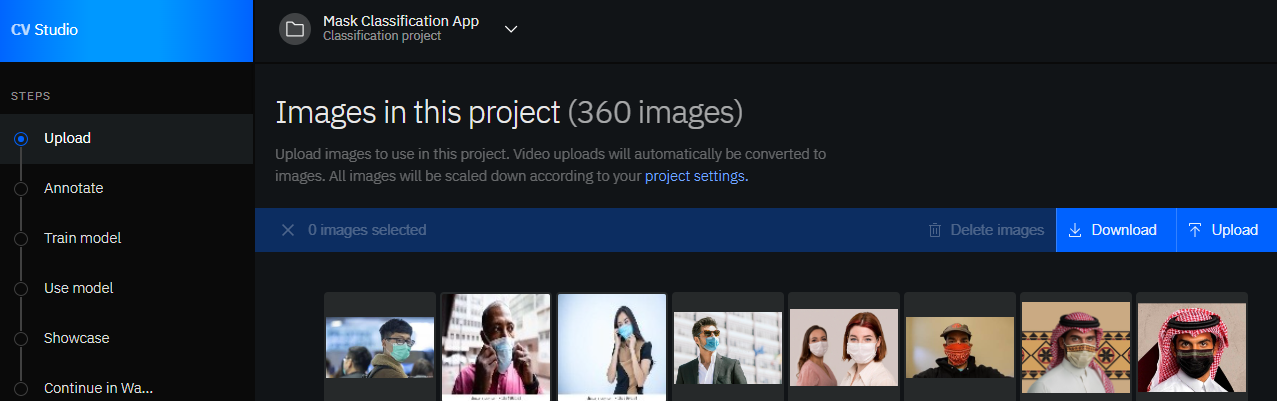 CV Studio
Mask Classification App
Classification project
STEPS
Upload
Annotate
Train model
Use model
Showcase
Continue in Wa...
Images in this project (360 images)
Upload images to use in this project. Video uploads will automatically be converted to
images. All images will be scaled down according to your project settings.
0 images selected
Delete images
Download
Upload